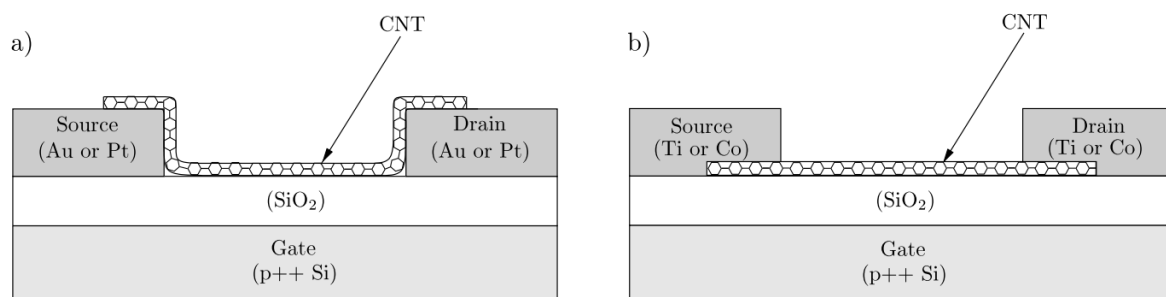 a)
CNT
Source
(Au or Pt)
Drain
(Au or Pt)
(SiO₂)
Gate
(p++ Si)
b)
CNT
Source
(Ti or Co)
Drain
(Ti or Co)
(SiO₂)
Gate
(p++ Si)